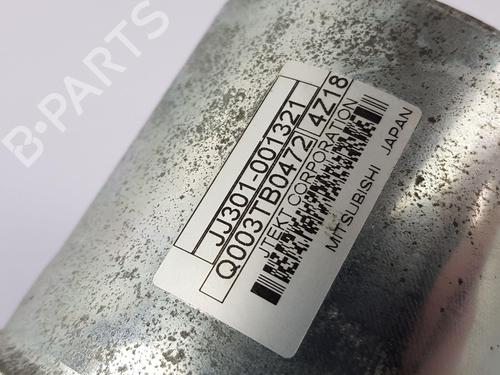 B-PARTS
JJ301-001321
Q003TB0472 4Z18
JTEKT CORPORATION
MITSUBISHI JAPAN